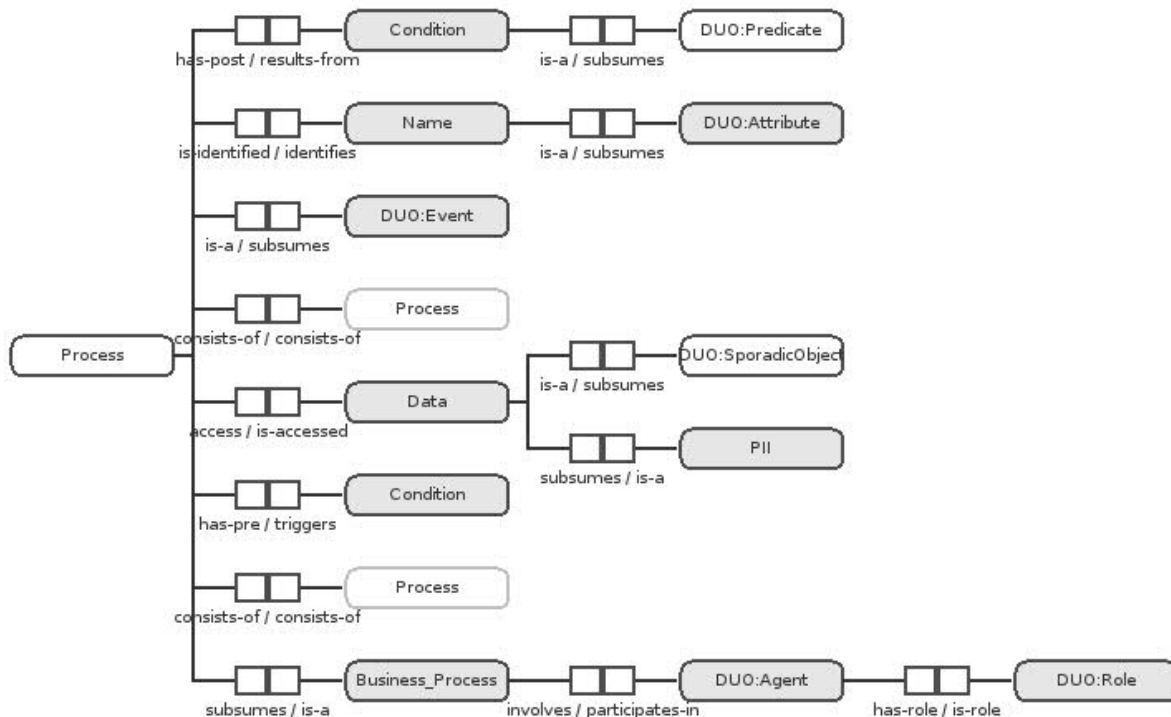 Condition
DUO:Predicate
has-post / results-from
is-a / subsumes
Name
DUO:Attribute
is-identified / identifies
is-a / subsumes
DUO:Event
is-a / subsumes
Process
consists-of / consists-of
Process
DUO:SporadicObject
is-a / subsumes
Data
access / is-accessed
PII
subsumes / is-a
Condition
has-pre / triggers
Process
consists-of / consists-of
Business_Process
DUO:Agent
DUO:Role
subsumes / is-a
involves / participates-in
has-role / is-role